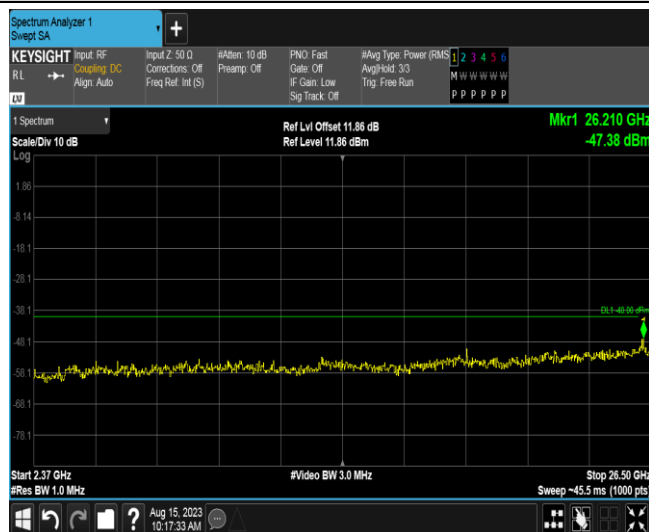 Spectrum Analyzer 1
Swept SA
KEYSIGHT Input: RF Input Z: 50 Ω #Atten: 10 dB PNO: Fast #Avg Type: Power (RMS 1 2 3 4 5 6
RL Coupling: DC Corrections: Off Preamp: Off Gate: Off Avg|Hold: 3/3 M W W W W W
Align: Auto Freq Ref: Int (S) IF Gain: Low Trig: Free Run
LXI Sig Track: Off P P P P P P
1 Spectrum
Ref Lvl Offset 11.86 dB Mkr1 26.210 GHz
Scale/Div 10 dB Ref Level 11.86 dBm -47.38 dBm
Log
1.86
-8.14
-18.1
-28.1
-38.1
DL1 -40.00 dBm
-48.1
-58.1
-68.1
-78.1
Start 2.37 GHz #Video BW 3.0 MHz Stop 26.50 GHz
#Res BW 1.0 MHz Sweep ~45.5 ms (1000 pts)
? Aug 15, 2023
10:17:33 AM